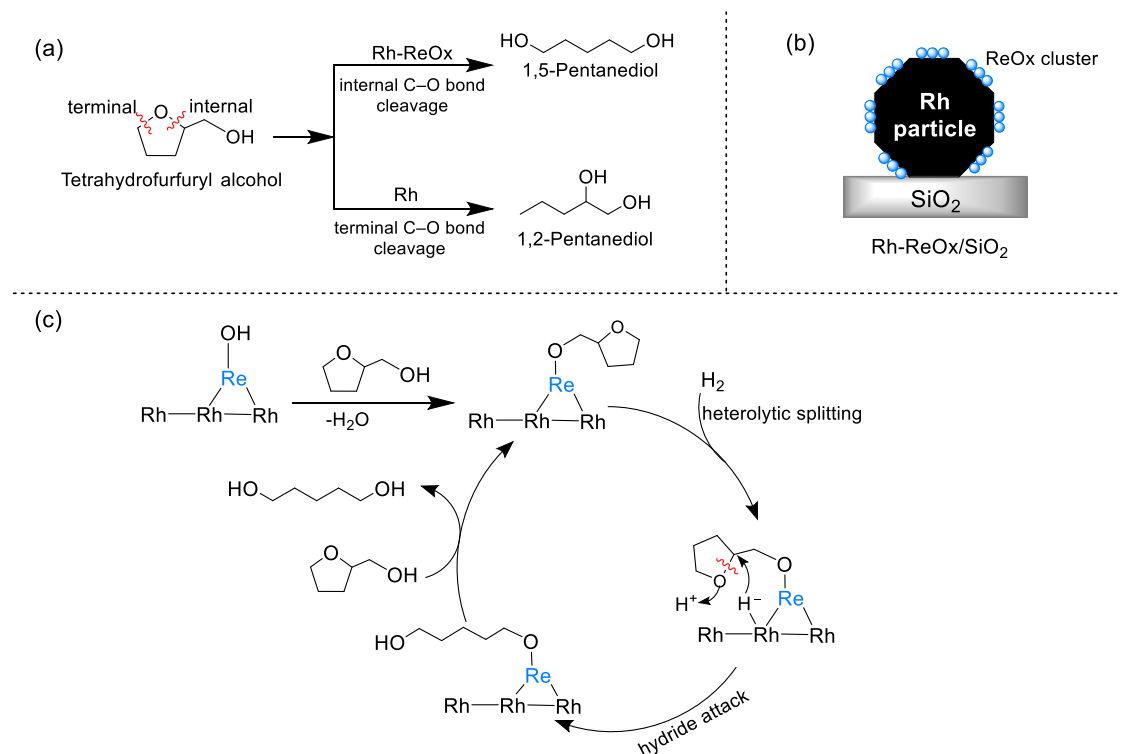 (a)
terminal
O
internal
OH
Tetrahydrofurfuryl alcohol
Rh-ReOx
internal C–O bond
cleavage
HO OH
1,5-Pentanediol
Rh
terminal C–O bond
cleavage
OH
OH
1,2-Pentanediol
(b)
ReOx cluster
Rh
particle
SiO2
Rh-ReOx/SiO2
(c)
OH
Re
Rh Rh Rh
O
OH
-H2O
O
O
Re
Rh Rh Rh
H2
heterolytic splitting
O
O
H+
H–
Re
Rh Rh Rh
hydride attack
HO
O
Re
Rh Rh Rh
O
OH
HO OH